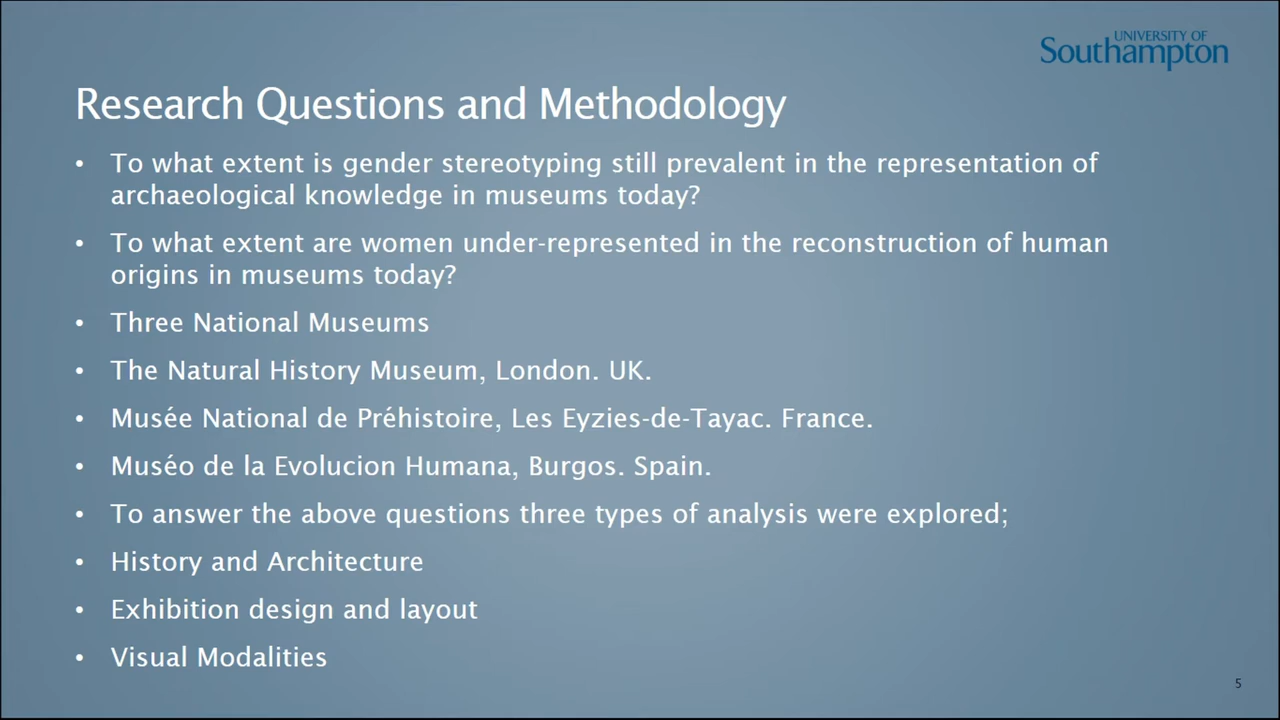 UNIVERSITY OF
Southampton
Research Questions and Methodology
• To what extent is gender stereotyping still prevalent in the representation of
archaeological knowledge in museums today?
• To what extent are women under-represented in the reconstruction of human
origins in museums today?
• Three National Museums
• The Natural History Museum, London. UK.
• Musée National de Préhistoire, Les Eyzies-de-Tayac. France.
• Muséo de la Evolucion Humana, Burgos. Spain.
• To answer the above questions three types of analysis were explored;
• History and Architecture
• Exhibition design and layout
• Visual Modalities
5